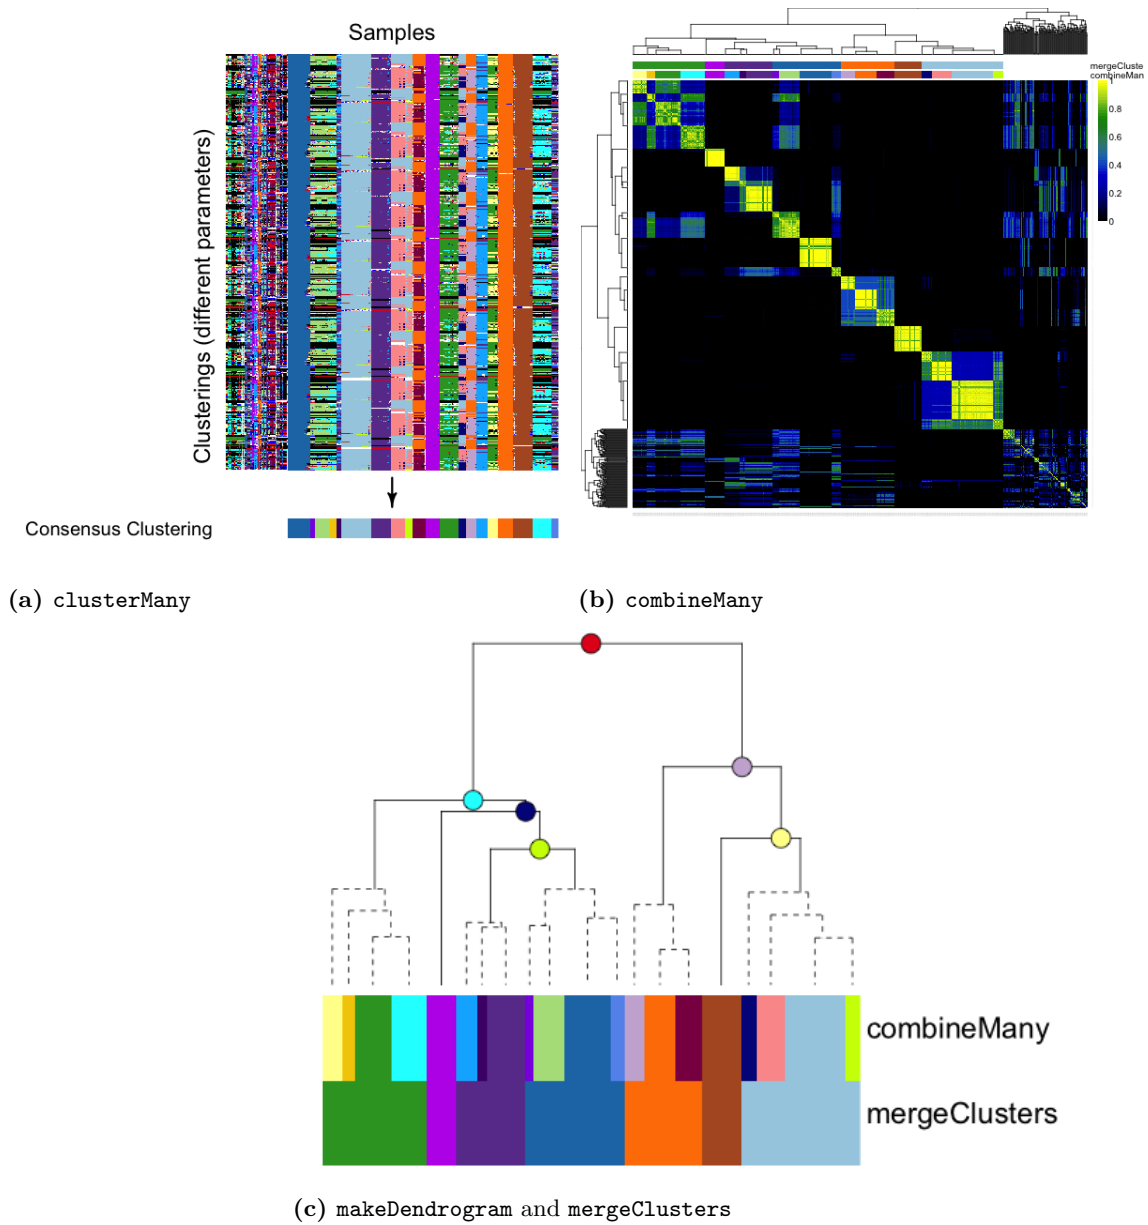 Samples
Clusterings (different parameters)
Consensus Clustering
(a) clusterMany
mergeCluste
combineMan
1
0.8
0.6
0.4
0.2
0
(b) combineMany
combineMany
mergeClusters
(c) makeDendrogram and mergeClusters